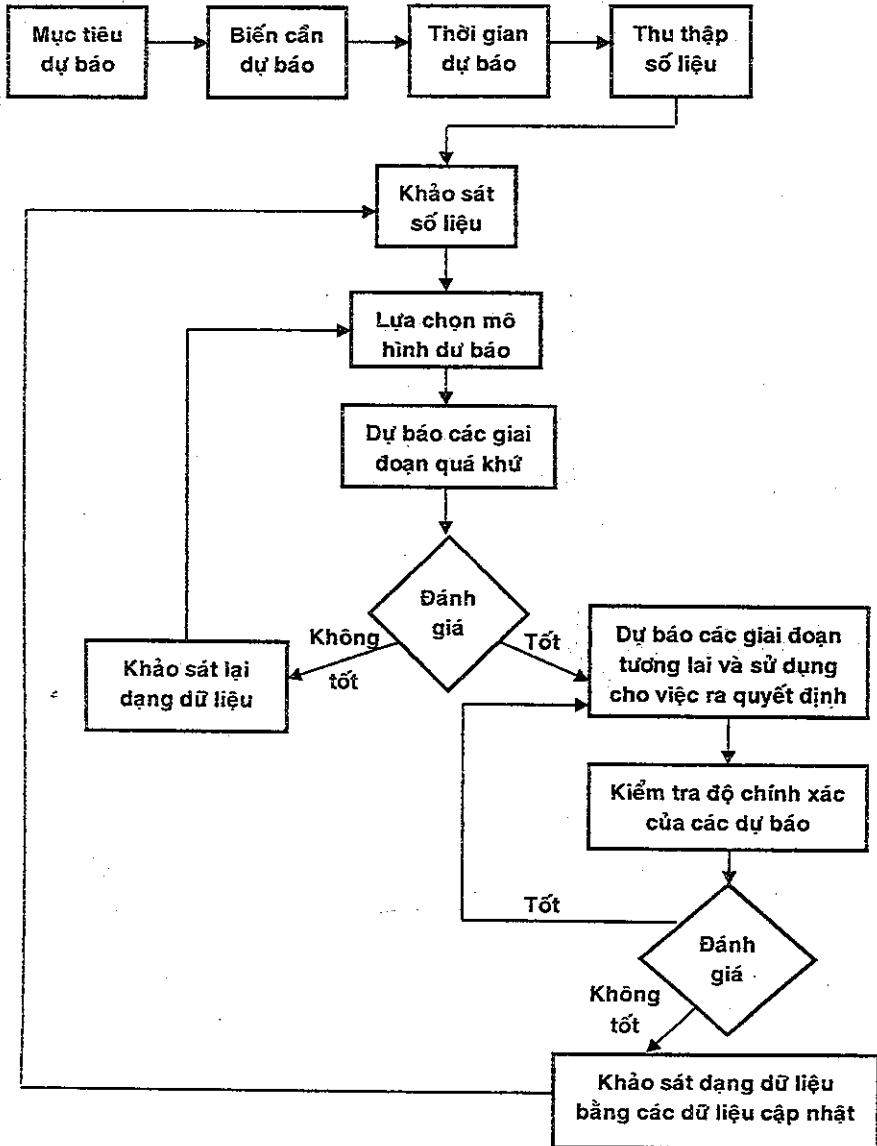 Mục tiêu
dự báo
Biến cần
dự báo
Thời gian
dự báo
Thu thập
số liệu
Khảo sát
số liệu
Lựa chọn mô
hình dư báo
Dự báo các giai
đoạn quá khứ
Đánh
giá
Không
tốt
Tốt
Khảo sát lại
dạng dữ liệu
Dự báo các giai đoạn
tương lai và sử dụng
cho việc ra quyết định
Kiểm tra độ chính xác
của các dự báo
Tốt
Đánh
giá
Không
tốt
Khảo sát dạng dữ liệu
bằng các dữ liệu cập nhật